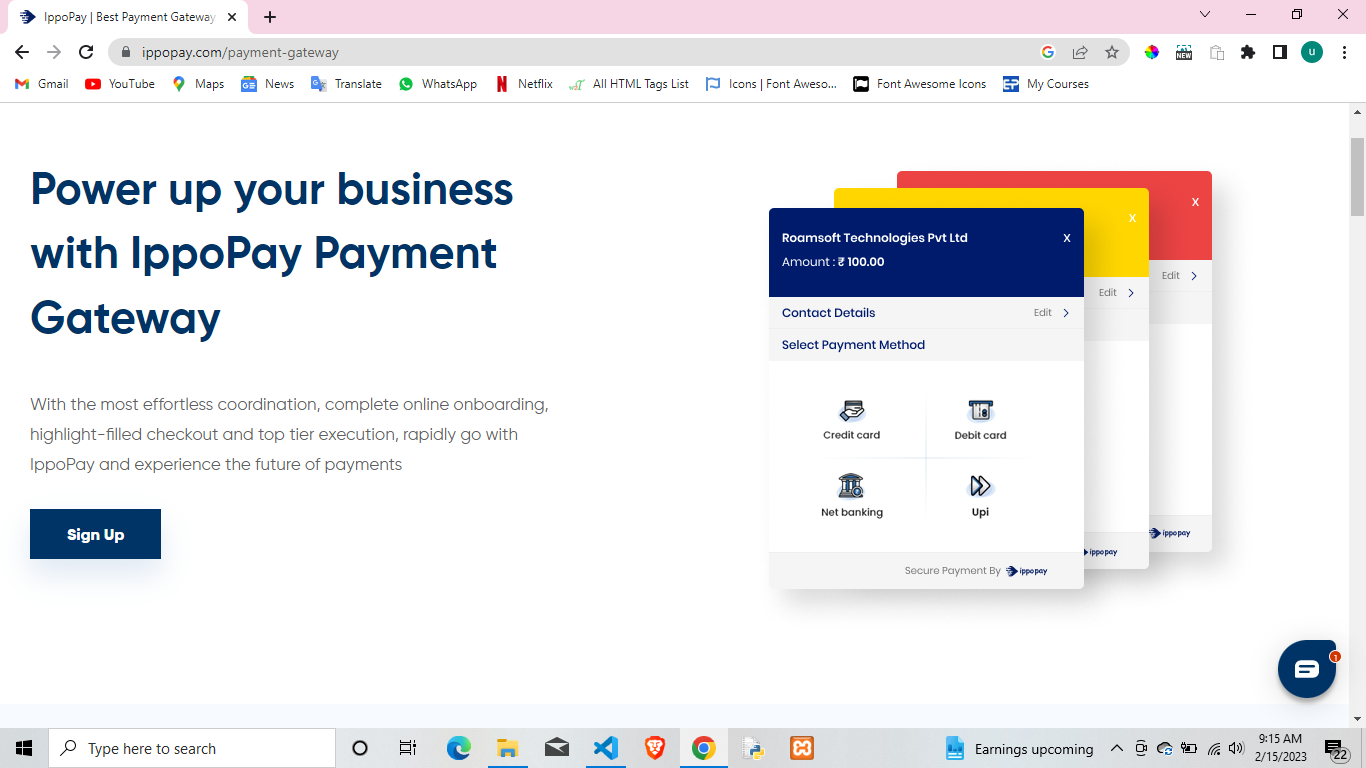 IppoPay | Best Payment Gateway
ippopay.com/payment-gateway
NEW
u
Gmail
YouTube
Maps
News
Translate
WhatsApp
Netflix
All HTML Tags List
Icons | Font Aweso...
Font Awesome Icons
My Courses
Power up your business
with IppoPay Payment
Gateway
With the most effortless coordination, complete online onboarding,
highlight-filled checkout and top tier execution, rapidly go with
IppoPay and experience the future of payments
Sign Up
X
Edit
ippopay
X
Edit
ippopay
Roamsoft Technologies Pvt Ltd
X
Amount : ₹ 100.00
Contact Details
Edit
Select Payment Method
Credit card
Debit card
Net banking
Upi
Secure Payment By ippopay
1
Type here to search
Earnings upcoming
9:15 AM
2/15/2023
22